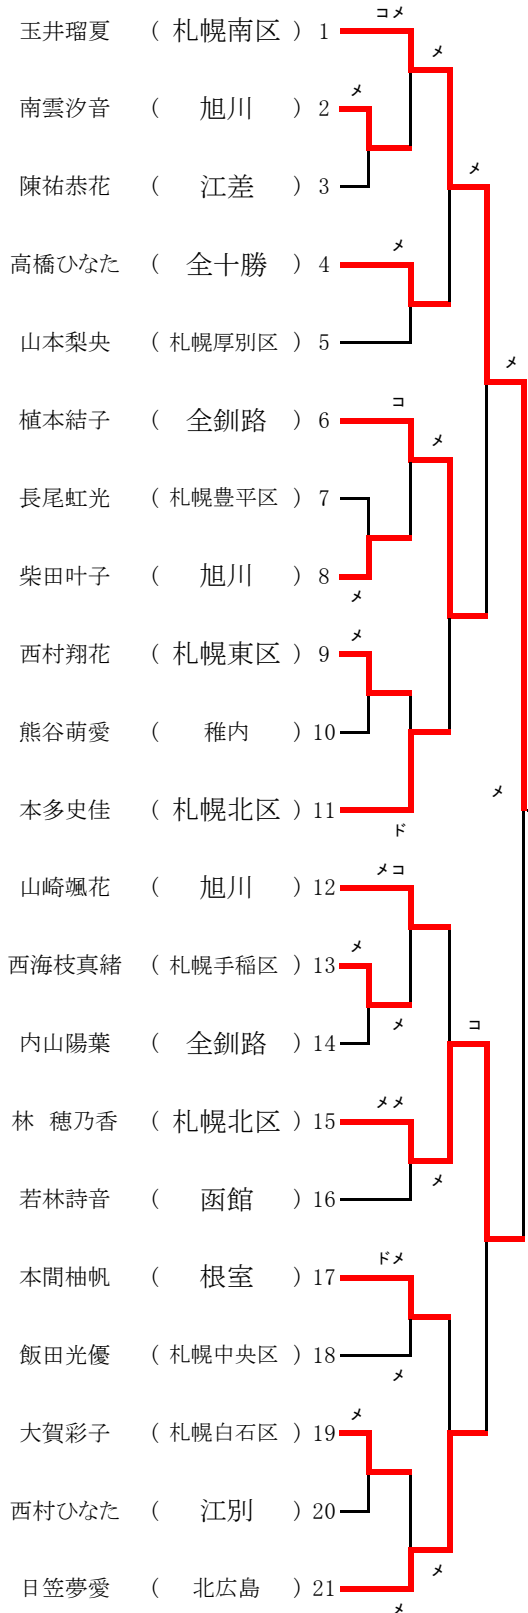 コメ
玉井瑠夏 ( 札幌南区 ) 1
メ
メ
南雲汐音 ( 旭川 ) 2
メ
陳祐恭花 ( 江差 ) 3
メ
高橋ひなた ( 全十勝 ) 4
山本梨央 ( 札幌厚別区 ) 5
メ
コ
植本結子 ( 全釧路 ) 6
メ
長尾虹光 ( 札幌豊平区 ) 7
柴田叶子 ( 旭川 ) 8
メ
メ
西村翔花 ( 札幌東区 ) 9
熊谷萌愛 ( 稚内 ) 10
メ
本多史佳 ( 札幌北区 ) 11
ド
メコ
山崎颯花 ( 旭川 ) 12
メ
西海枝真緒 ( 札幌手稲区 ) 13
メ
コ
内山陽葉 ( 全釧路 ) 14
メメ
林 穂乃香 ( 札幌北区 ) 15
メ
若林詩音 ( 函館 ) 16
ドメ
本間柚帆 ( 根室 ) 17
飯田光優 ( 札幌中央区 ) 18
メ
メ
大賀彩子 ( 札幌白石区 ) 19
西村ひなた ( 江別 ) 20
メ
日笠夢愛 ( 北広島 ) 21
メ